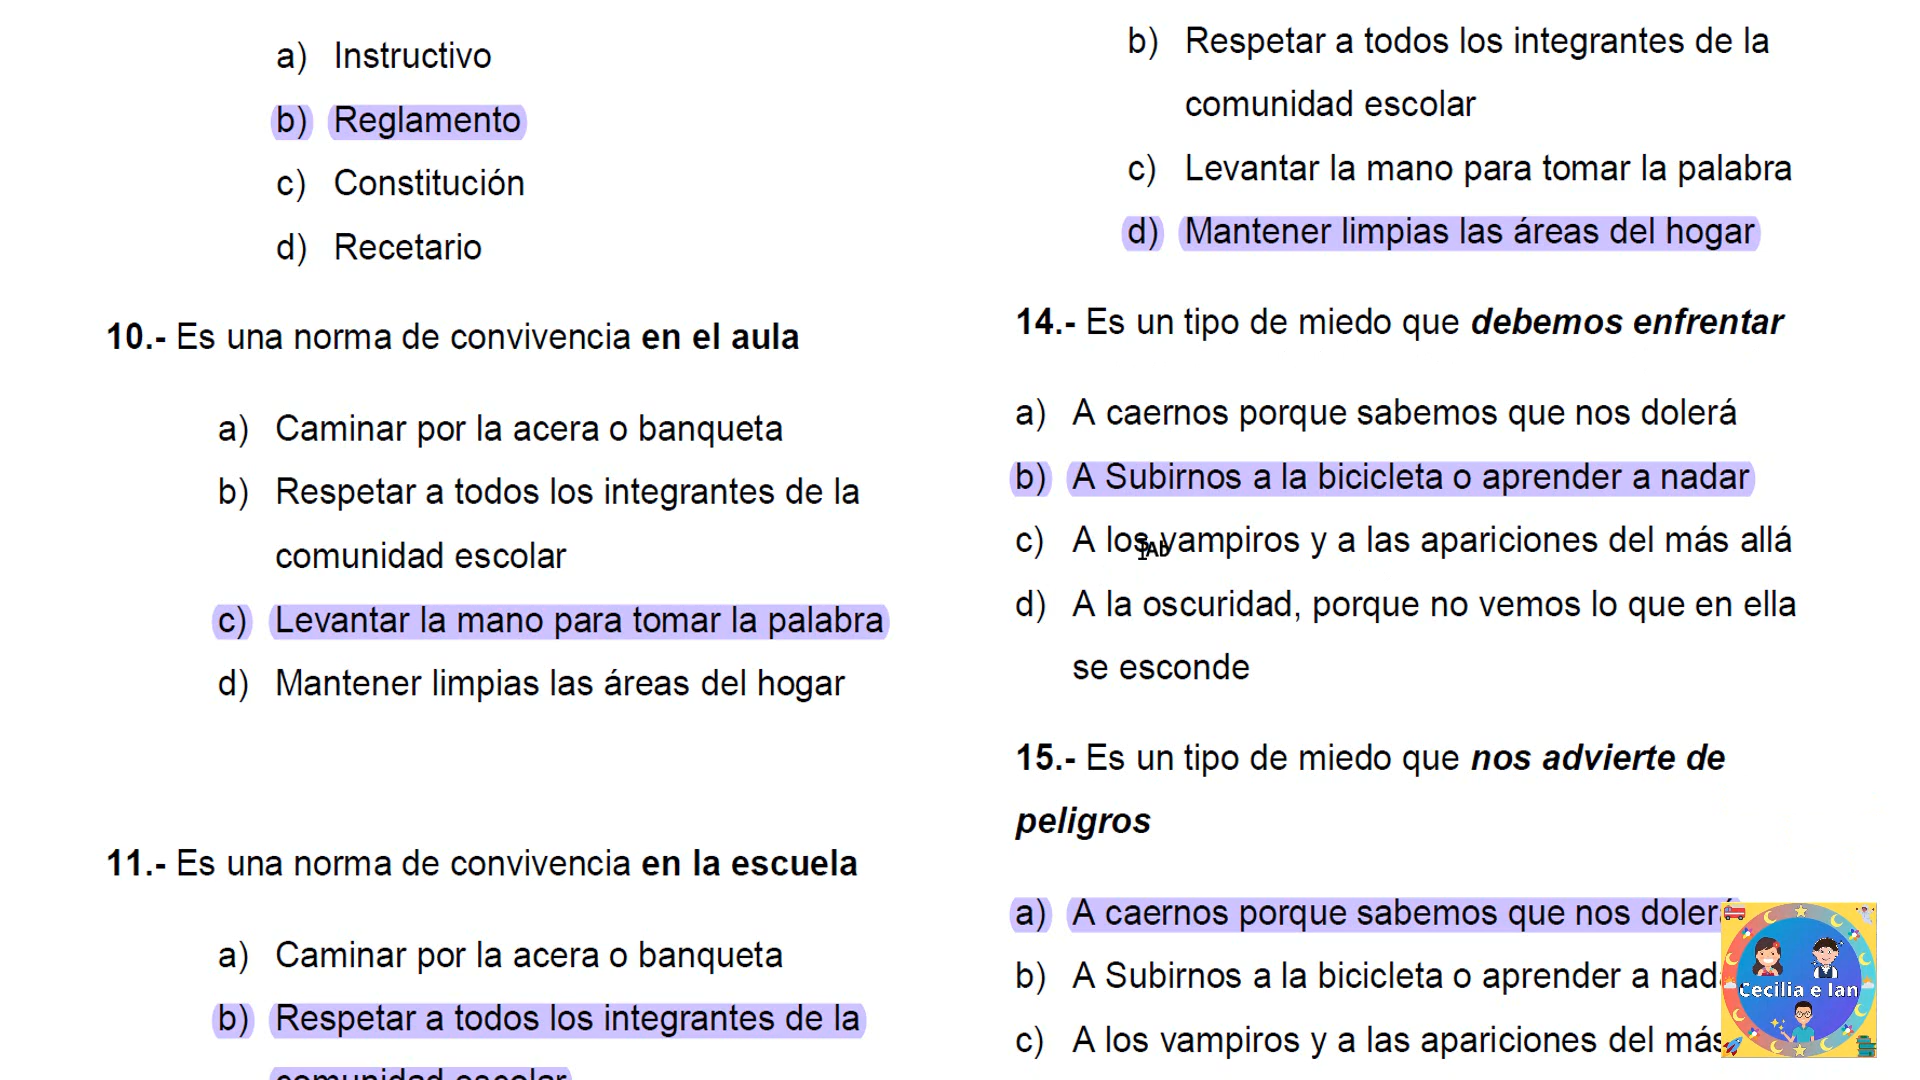 a) Instructivo
b) Reglamento
c) Constitución
d) Recetario
10.- Es una norma de convivencia en el aula
a) Caminar por la acera o banqueta
b) Respetar a todos los integrantes de la
comunidad escolar
c) Levantar la mano para tomar la palabra
d) Mantener limpias las áreas del hogar
11.- Es una norma de convivencia en la escuela
a) Caminar por la acera o banqueta
b) Respetar a todos los integrantes de la
comunidad escolar
b) Respetar a todos los integrantes de la
comunidad escolar
c) Levantar la mano para tomar la palabra
d) Mantener limpias las áreas del hogar
14.- Es un tipo de miedo que debemos enfrentar
a) A caernos porque sabemos que nos dolerá
b) A Subirnos a la bicicleta o aprender a nadar
c) A los vampiros y a las apariciones del más allá
d) A la oscuridad, porque no vemos lo que en ella
se esconde
15.- Es un tipo de miedo que nos advierte de
peligros
a) A caernos porque sabemos que nos dolerá
b) A Subirnos a la bicicleta o aprender a nad
c) A los vampiros y a las apariciones del más
Cecilia e Ian